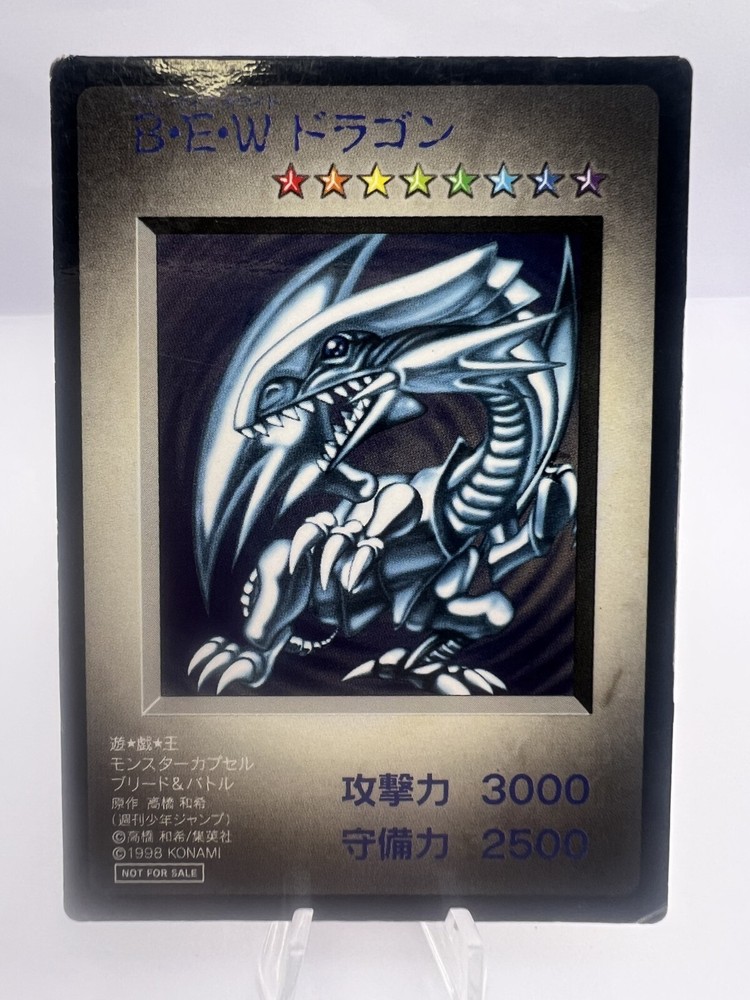 B・E・W ドラゴン
遊★戯★王
モンスターカプセル
ブリード&バトル
原作 高橋 和希
(週刊少年ジャンプ)
©高橋 和希/集英社
©1998 KONAMI
NOT FOR SALE
攻撃力 3000
守備力 2500